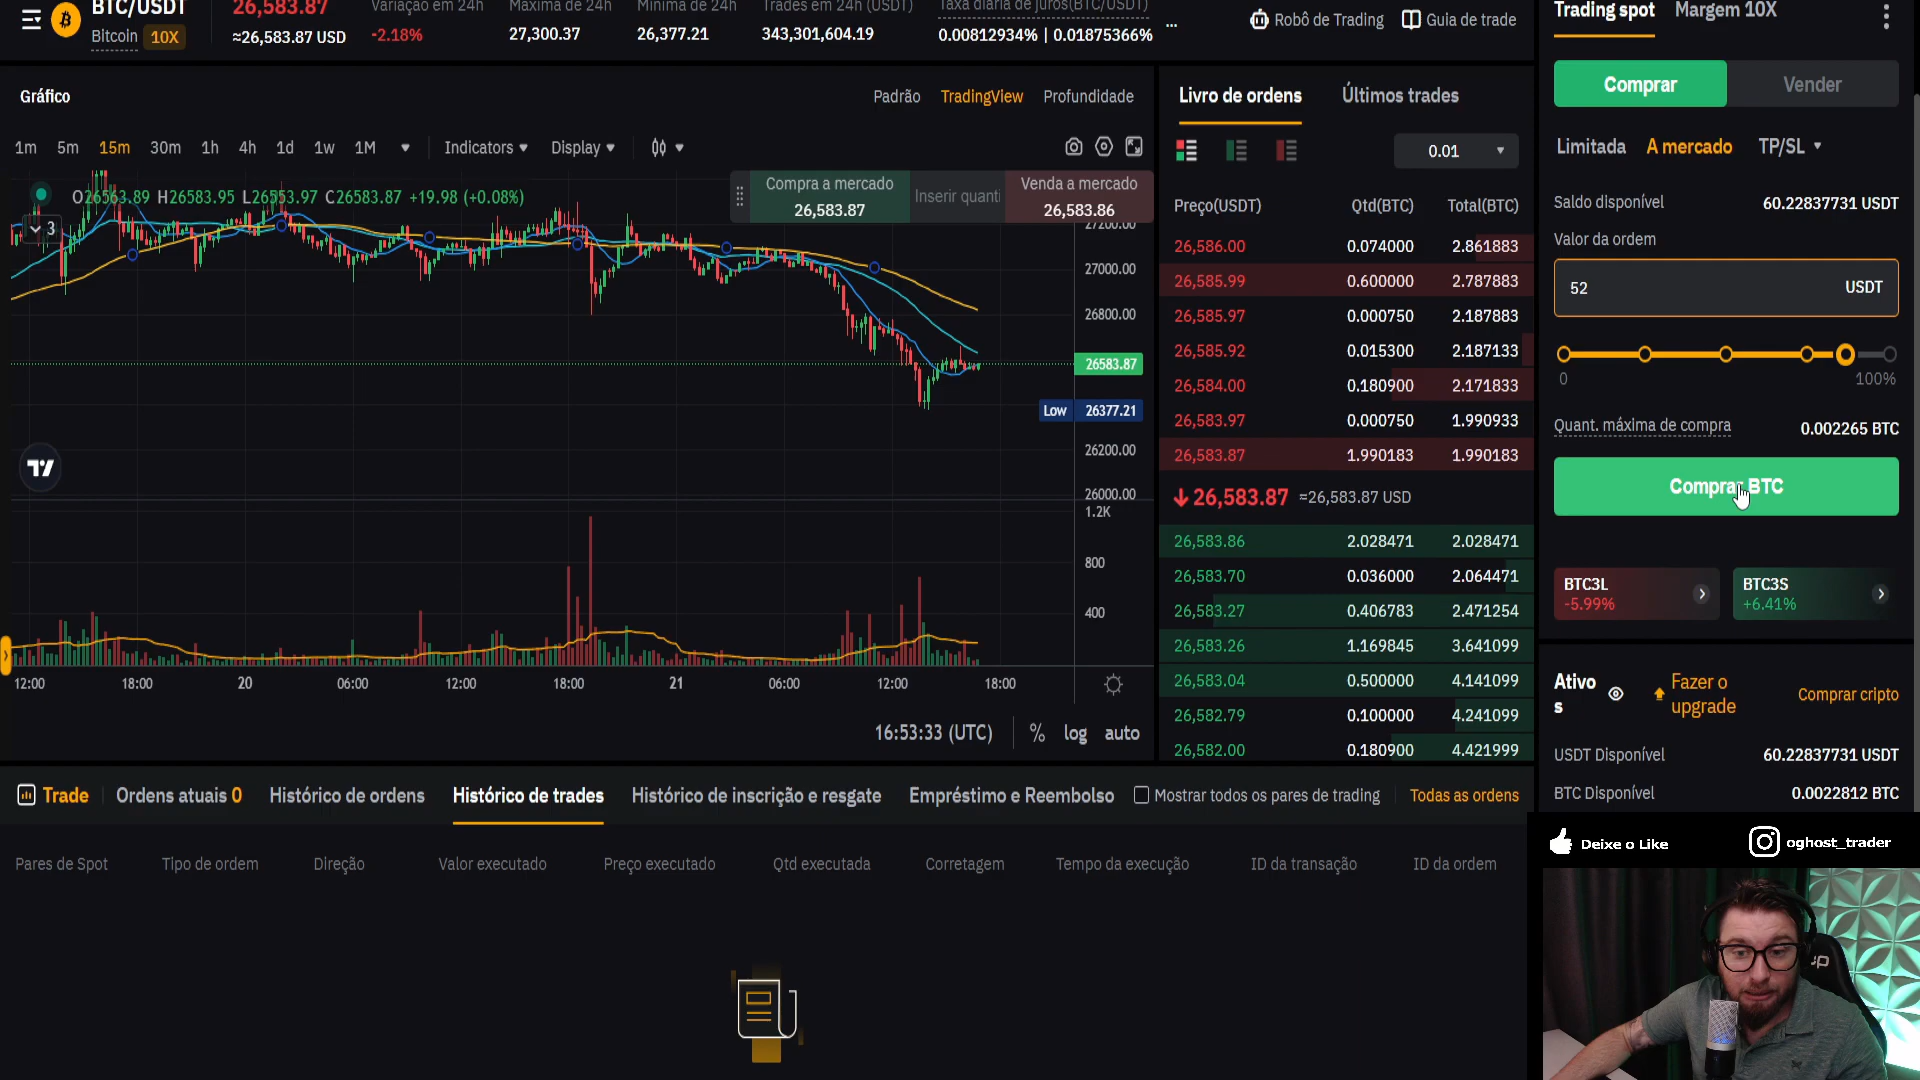 BTC/USDT
Bitcoin 10X
26,583.87
≈26,583.87 USD
Variação em 24h
-2.18%
Máxima de 24h
27,300.37
Mínima de 24h
26,377.21
Trades em 24h (USDT)
343,301,604.19
Taxa diária de juros(BTC/USDT)
0.00812934% | 0.01875366%
...
Robô de Trading
Guia de trade
Gráfico
Padrão TradingView Profundidade
1m 5m 15m 30m 1h 4h 1d 1w 1M Indicators Display
O26563.89 H26583.95 L26553.97 C26583.87 +19.98 (+0.08%)
3
Compra a mercado
26,583.87
Inserir quanti
Venda a mercado
26,583.86
27200.00
27000.00
26800.00
26583.87
Low 26377.21
26200.00
26000.00
1.2K
800
400
12:00 18:00 20 06:00 12:00 18:00 21 06:00 12:00 18:00
16:53:33 (UTC) % log auto
Livro de ordens Últimos trades
0.01
Preço(USDT) Qtd(BTC) Total(BTC)
26,586.00 0.074000 2.861883
26,585.99 0.600000 2.787883
26,585.97 0.000750 2.187883
26,585.92 0.015300 2.187133
26,584.00 0.180900 2.171833
26,583.97 0.000750 1.990933
26,583.87 1.990183 1.990183
26,583.87 ≈26,583.87 USD
26,583.86 2.028471 2.028471
26,583.70 0.036000 2.064471
26,583.27 0.406783 2.471254
26,583.26 1.169845 3.641099
26,583.04 0.500000 4.141099
26,582.79 0.100000 4.241099
26,582.00 0.180900 4.421999
Trading spot Margem 10X
Comprar Vender
Limitada A mercado TP/SL
Saldo disponível 60.22837731 USDT
Valor da ordem
52 USDT
0 100%
Quant. máxima de compra 0.002265 BTC
Comprar BTC
BTC3L
-5.99%
BTC3S
+6.41%
Ativo
s
Fazer o
upgrade
Comprar cripto
USDT Disponível 60.22837731 USDT
BTC Disponível 0.0022812 BTC
Trade Ordens atuais 0 Histórico de ordens Histórico de trades Histórico de inscrição e resgate Empréstimo e Reembolso Mostrar todos os pares de trading Todas as ordens
Pares de Spot Tipo de ordem Direção Valor executado Preço executado Qtd executada Corretagem Tempo da execução ID da transação ID da ordem
Deixe o Like oghost_trader